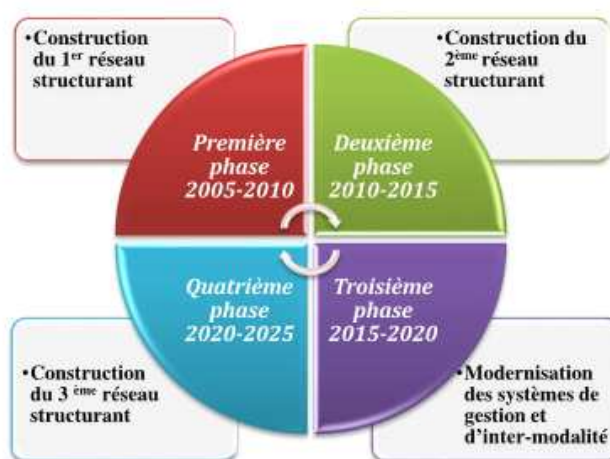 •Construction
du 1er réseau
structurant
•Construction du
2ème réseau
structurant
Première
phase
2005-2010
Deuxième
phase
2010-2015
Quatrième
phase
2020-2025
Troisième
phase
2015-2020
•Construction
du 3 ème réseau
structurant
•Modernisation
des systèmes de
gestion et
d’inter-modalité